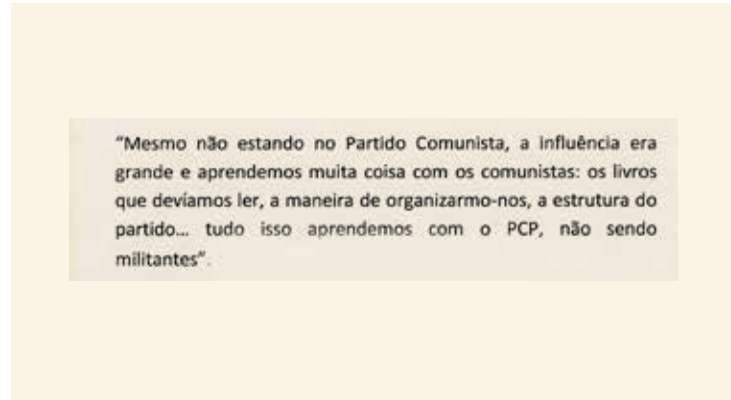 “Mesmo não estando no Partido Comunista, a influência era
grande e aprendemos muita coisa com os comunistas: os livros
que devíamos ler, a maneira de organizarmo-nos, a estrutura do
partido... tudo isso aprendemos com o PCP, não sendo
militantes”.